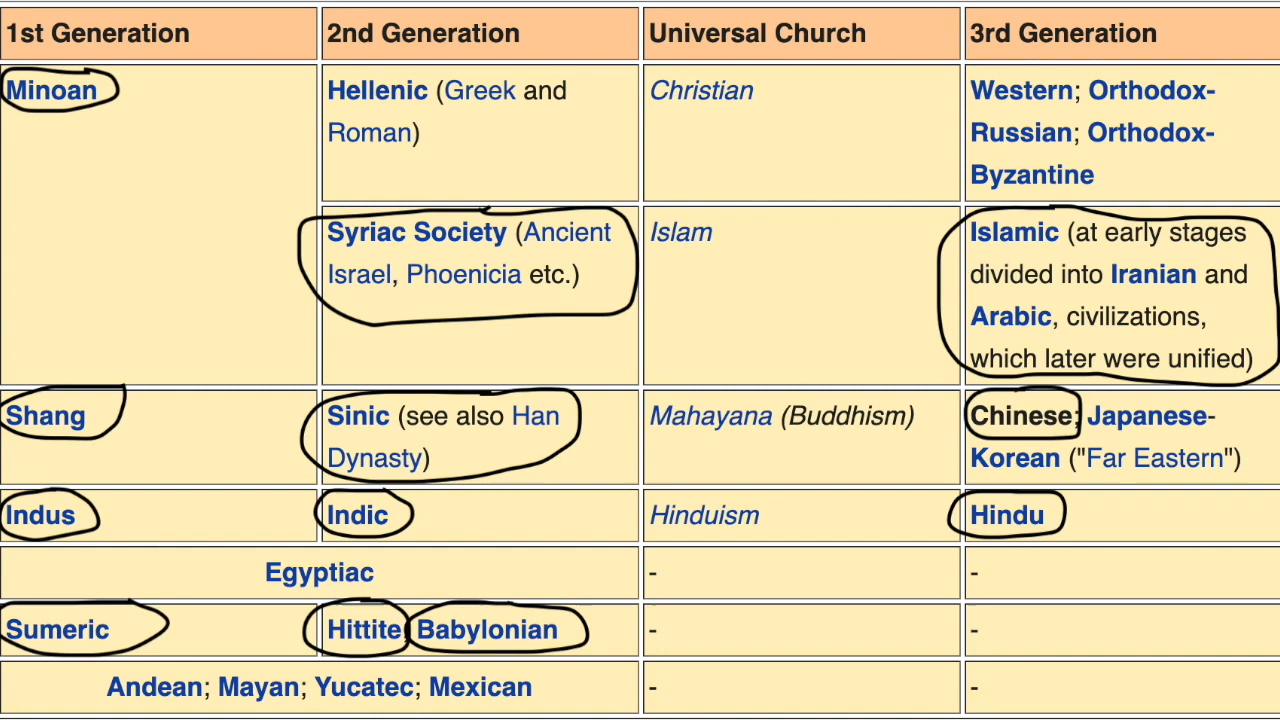 1st Generation
2nd Generation
Universal Church
3rd Generation
Minoan
Hellenic (Greek and
Roman)
Christian
Western; Orthodox-
Russian; Orthodox-
Byzantine
Syriac Society (Ancient
Israel, Phoenicia etc.)
Islam
Islamic (at early stages
divided into Iranian and
Arabic, civilizations,
which later were unified)
Shang
Sinic (see also Han
Dynasty)
Mahayana (Buddhism)
Chinese; Japanese-
Korean ("Far Eastern")
Indus
Indic
Hinduism
Hindu
Egyptiac
-
-
Sumeric
Hittite; Babylonian
-
-
Andean; Mayan; Yucatec; Mexican
-
-